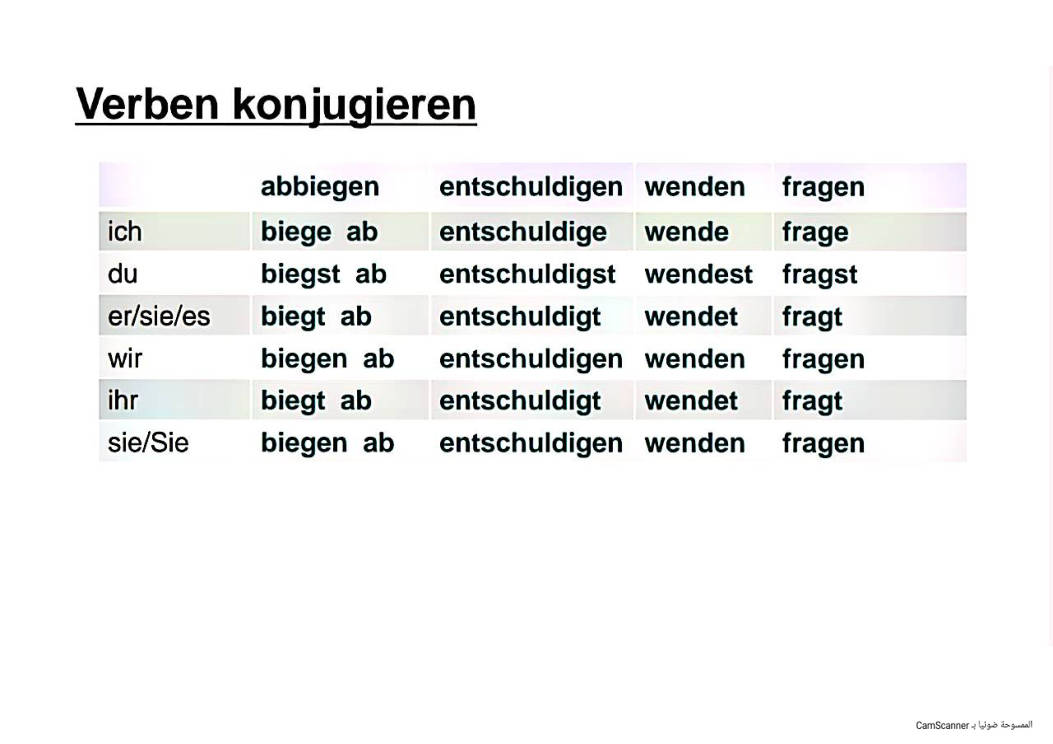 Verben konjugieren
abbiegen entschuldigen wenden fragen
ich biege ab entschuldige wende frage
du biegst ab entschuldigst wendest fragst
er/sie/es biegt ab entschuldigt wendet fragt
wir biegen ab entschuldigen wenden fragen
ihr biegt ab entschuldigt wendet fragt
sie/Sie biegen ab entschuldigen wenden fragen
الممسوحة ضوئيا بـ CamScanner